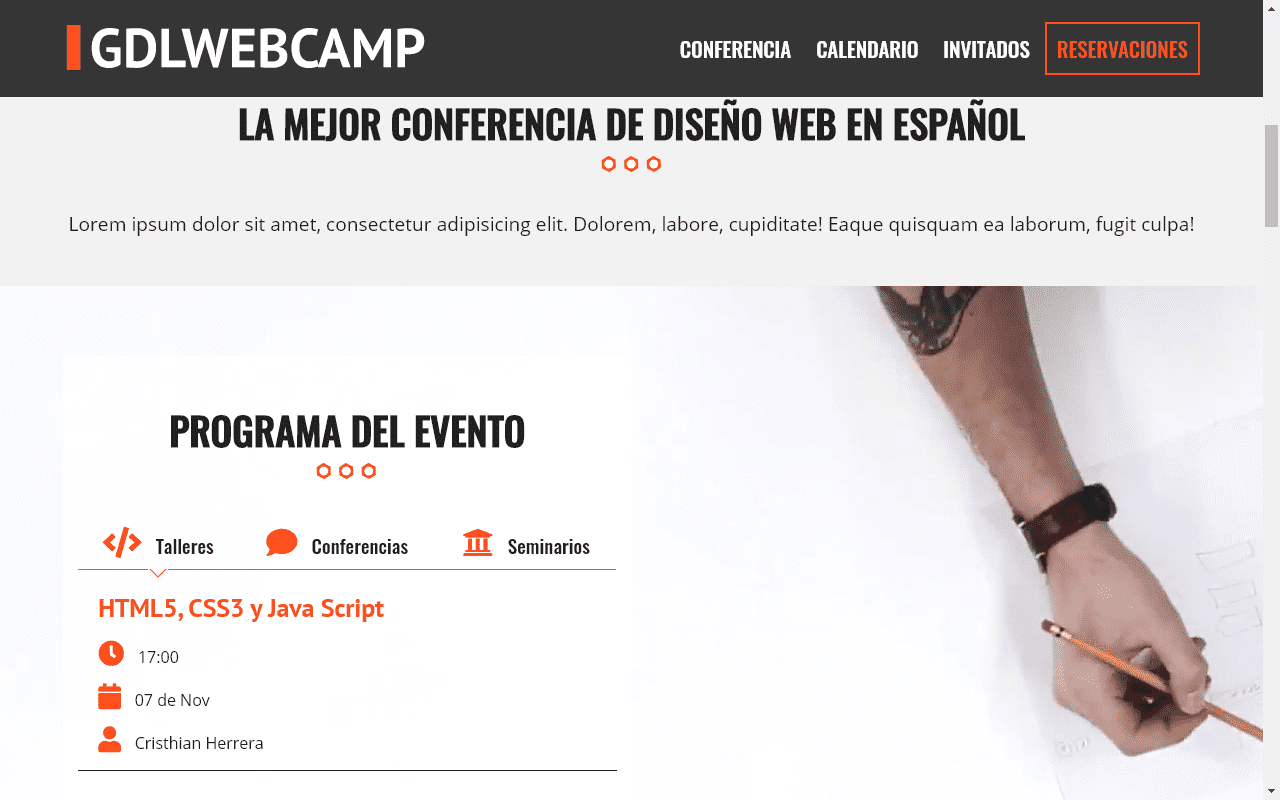 GDLWEBCAMP
CONFERENCIA CALENDARIO INVITADOS RESERVACIONES
LA MEJOR CONFERENCIA DE DISEÑO WEB EN ESPAÑOL
Lorem ipsum dolor sit amet, consectetur adipisicing elit. Dolorem, labore, cupiditate! Eaque quisquam ea laborum, fugit culpa!
PROGRAMA DEL EVENTO
Talleres Conferencias Seminarios
HTML5, CSS3 y Java Script
17:00
07 de Nov
Cristhian Herrera